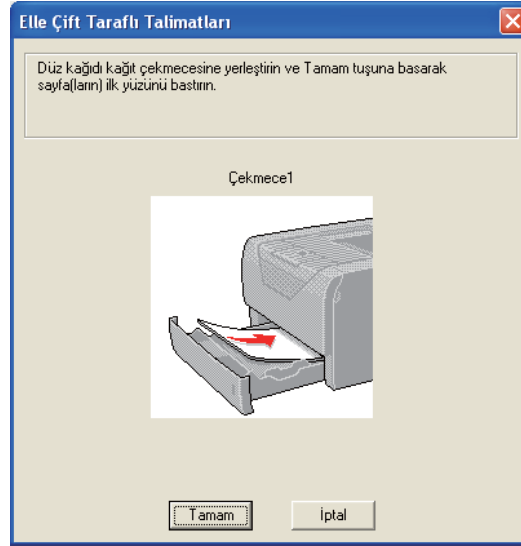 Elle Çift Taraflı Talimatları
Düz kağıdı kağıt çekmecesine yerleştirin ve Tamam tuşuna basarak
sayfa(ların) ilk yüzünü bastırın.
Çekmece1
Tamam
İptal